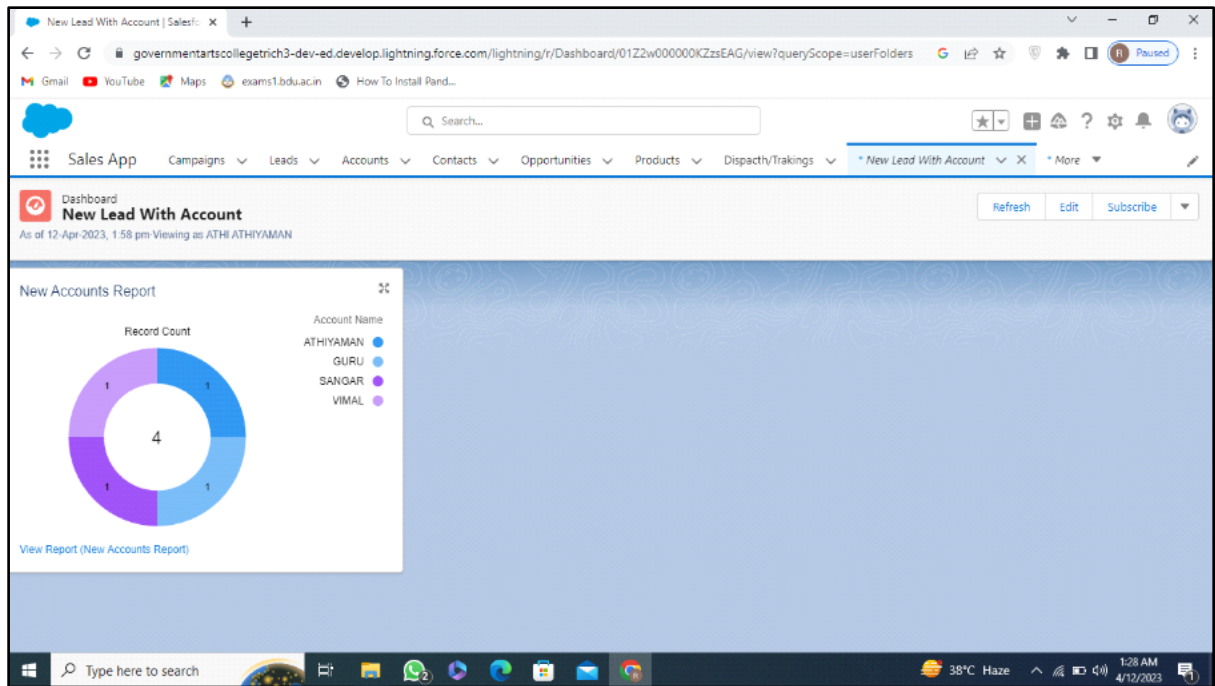 New Lead With Account | Salesfo
governmentartscollegetrich3-dev-ed.develop.lightning.force.com/lightning/r/Dashboard/01Z2w000000KZzsEAG/view?queryScope=userFolders
Paused
Gmail YouTube Maps exams1.bdu.ac.in How To Install Pand...
Search...
Sales App Campaigns Leads Accounts Contacts Opportunities Products Dispacth/Trakings * New Lead With Account * More
Dashboard
New Lead With Account
As of 12-Apr-2023, 1:58 pm·Viewing as ATHI ATHIYAMAN
Refresh Edit Subscribe
New Accounts Report
Record Count
Account Name
ATHIYAMAN
GURU
SANGAR
VIMAL
1 1
4
1 1
View Report (New Accounts Report)
Type here to search
2
38°C Haze
1:28 AM
4/12/2023
1